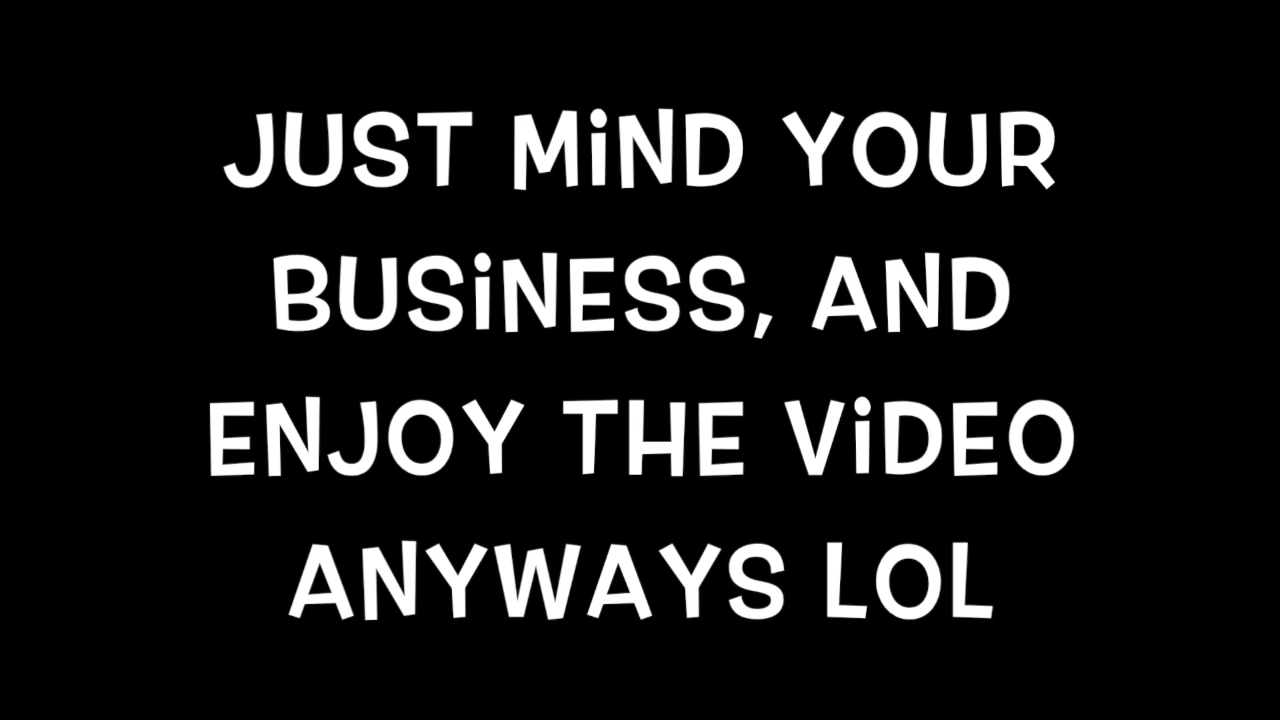 JUST MiND YOUR
BUSiNESS, AND
ENJOY THE ViDEO
ANYWAYS LOL